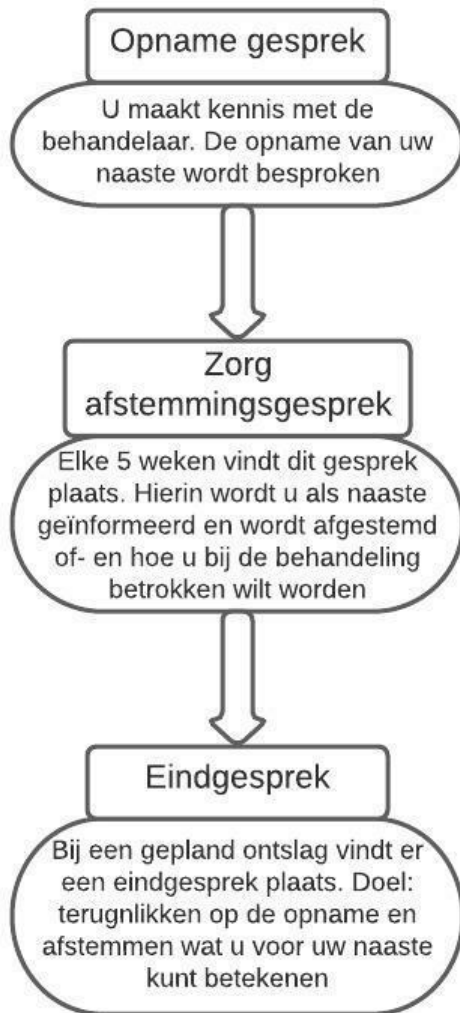 Opname gesprek
U maakt kennis met de
behandelaar. De opname van uw
naaste wordt besproken
Zorg
afstemmingsgesprek
Elke 5 weken vindt dit gesprek
plaats. Hierin wordt u als naaste
geïnformeerd en wordt afgestemd
of- en hoe u bij de behandeling
betrokken wilt worden
Eindgesprek
Bij een gepland ontslag vindt er
een eindgesprek plaats. Doel:
terugnlikken op de opname en
afstemmen wat u voor uw naaste
kunt betekenen